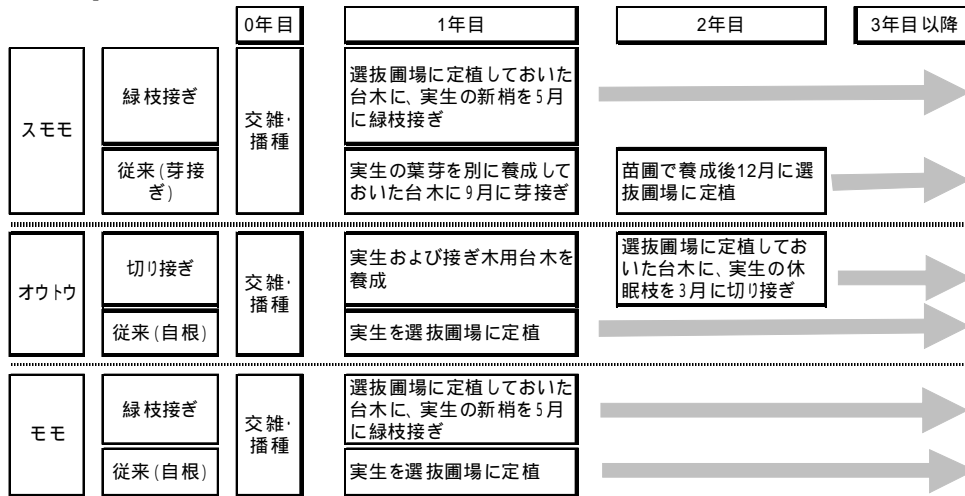 0年目
1年目
2年目
3年目以降
スモモ
緑枝接ぎ
交雑・
播種
選抜圃場に定植しておいた
台木に、実生の新梢を5月
に緑枝接ぎ
従来(芽接
ぎ)
実生の葉芽を別に養成して
おいた台木に9月に芽接ぎ
苗圃で養成後12月に選
抜圃場に定植
オウトウ
切り接ぎ
交雑・
播種
実生および接ぎ木用台木を
養成
選抜圃場に定植してお
いた台木に、実生の休
眠枝を3月に切り接ぎ
従来(自根)
実生を選抜圃場に定植
モモ
緑枝接ぎ
交雑・
播種
選抜圃場に定植しておいた
台木に、実生の新梢を5月
に緑枝接ぎ
従来(自根)
実生を選抜圃場に定植